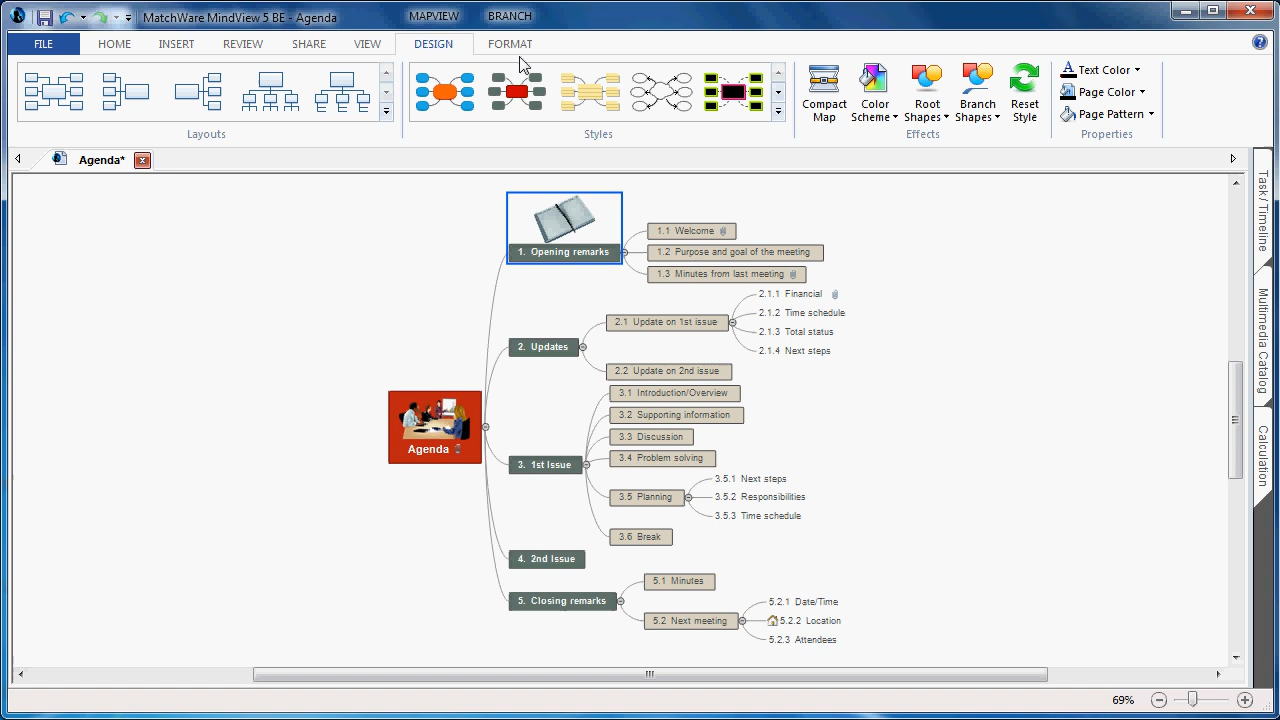 MatchWare MindView 5 BE - Agenda
MAPVIEW BRANCH
FILE HOME INSERT REVIEW SHARE VIEW DESIGN FORMAT
Compact Map
Color Scheme
Root Shapes
Branch Shapes
Reset Style
Text Color
Page Color
Page Pattern
Layouts Styles Effects Properties
Agenda*
Task / Timeline
Multimedia Catalog
Calculation
Agenda
1. Opening remarks
1.1 Welcome
1.2 Purpose and goal of the meeting
1.3 Minutes from last meeting
2. Updates
2.1 Update on 1st issue
2.1.1 Financial
2.1.2 Time schedule
2.1.3 Total status
2.1.4 Next steps
2.2 Update on 2nd issue
3. 1st Issue
3.1 Introduction/Overview
3.2 Supporting information
3.3 Discussion
3.4 Problem solving
3.5 Planning
3.5.1 Next steps
3.5.2 Responsibilities
3.5.3 Time schedule
3.6 Break
4. 2nd Issue
5. Closing remarks
5.1 Minutes
5.2 Next meeting
5.2.1 Date/Time
5.2.2 Location
5.2.3 Attendees
69%